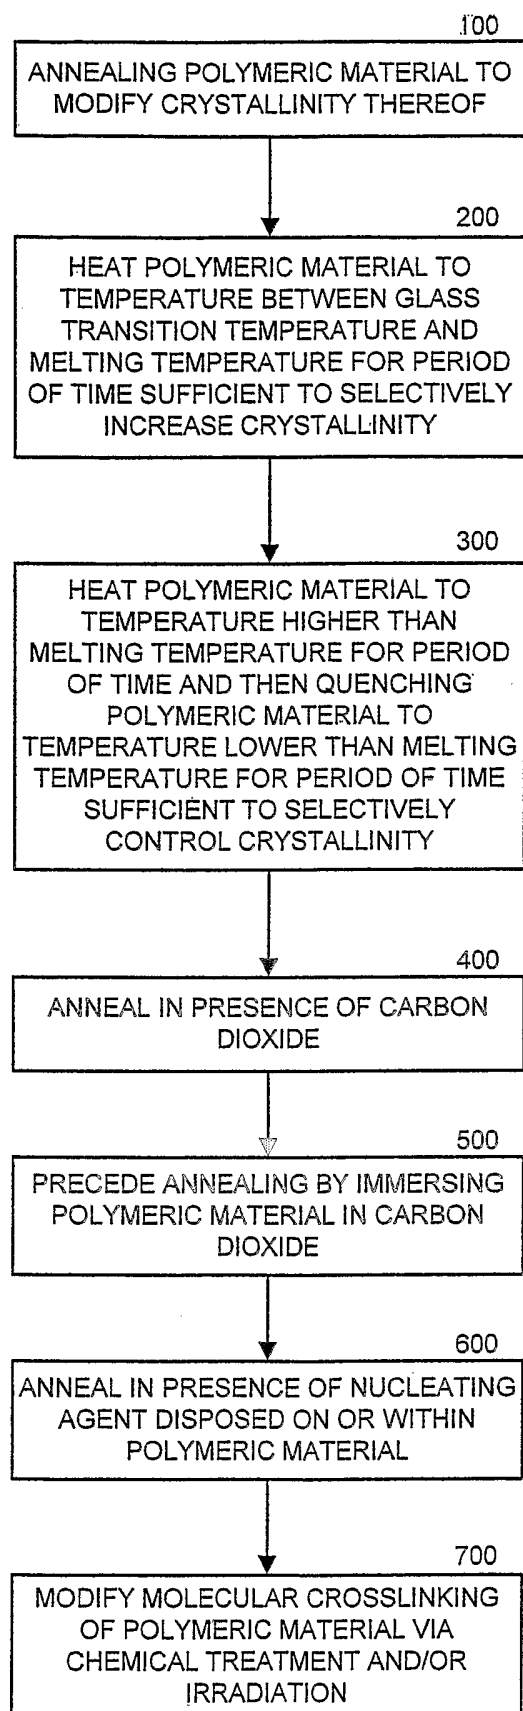 100
ANNEALING POLYMERIC MATERIAL TO
MODIFY CRYSTALLINITY THEREOF
200
HEAT POLYMERIC MATERIAL TO
TEMPERATURE BETWEEN GLASS
TRANSITION TEMPERATURE AND
MELTING TEMPERATURE FOR PERIOD
OF TIME SUFFICIENT TO SELECTIVELY
INCREASE CRYSTALLINITY
300
HEAT POLYMERIC MATERIAL TO
TEMPERATURE HIGHER THAN
MELTING TEMPERATURE FOR PERIOD
OF TIME AND THEN QUENCHING
POLYMERIC MATERIAL TO
TEMPERATURE LOWER THAN MELTING
TEMPERATURE FOR PERIOD OF TIME
SUFFICIENT TO SELECTIVELY
CONTROL CRYSTALLINITY
400
ANNEAL IN PRESENCE OF CARBON
DIOXIDE
500
PRECEDE ANNEALING BY IMMERSING
POLYMERIC MATERIAL IN CARBON
DIOXIDE
600
ANNEAL IN PRESENCE OF NUCLEATING
AGENT DISPOSED ON OR WITHIN
POLYMERIC MATERIAL
700
MODIFY MOLECULAR CROSSLINKING
OF POLYMERIC MATERIAL VIA
CHEMICAL TREATMENT AND/OR
IRRADIATION